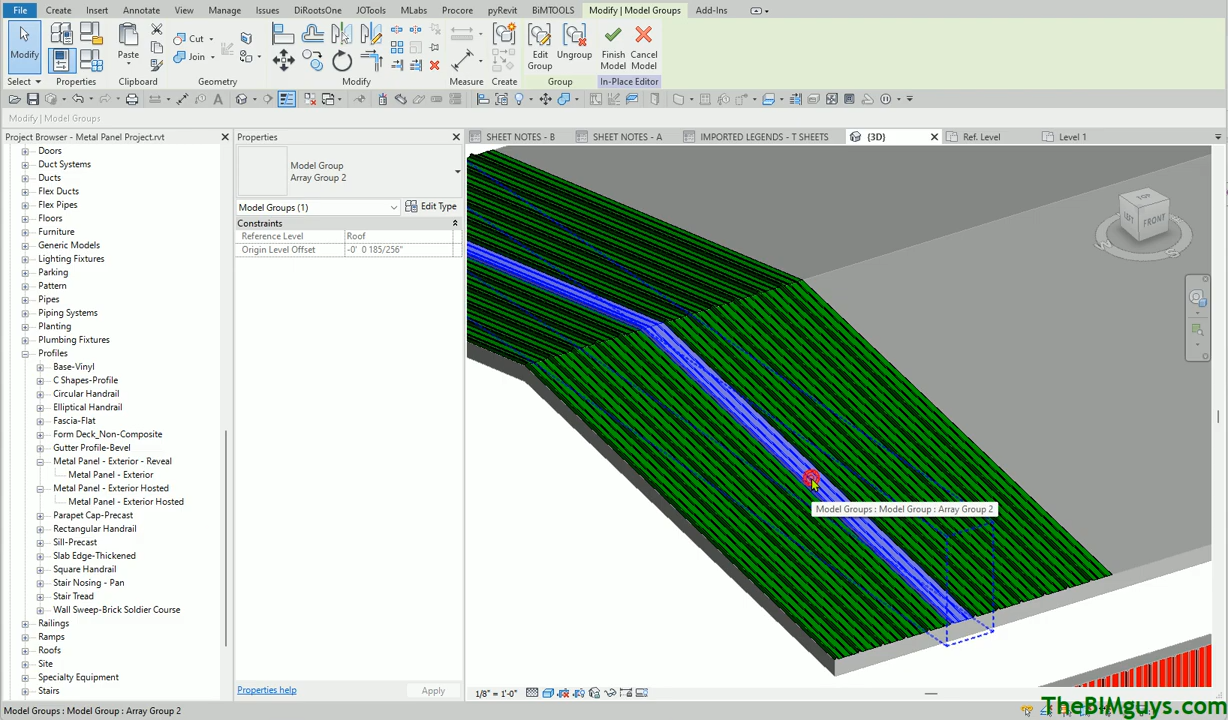 File Create Insert Annotate View Manage Issues DiRootsOne JOTools MLabs Procore pyRevit BiMTOOLS Modify | Model Groups Add-Ins
Modify Paste Cut Join Edit Group Ungroup Finish Model Cancel Model
Select Properties Clipboard Geometry Modify Measure Create Group In-Place Editor
Modify | Model Groups
Project Browser - Metal Panel Project.rvt
Properties
SHEET NOTES - B SHEET NOTES - A IMPORTED LEGENDS - T SHEETS {3D} Ref. Level Level 1
Doors
Duct Systems
Ducts
Flex Ducts
Flex Pipes
Floors
Furniture
Generic Models
Lighting Fixtures
Parking
Pattern
Pipes
Piping Systems
Planting
Plumbing Fixtures
Profiles
Base-Vinyl
C Shapes-Profile
Circular Handrail
Elliptical Handrail
Fascia-Flat
Form Deck_Non-Composite
Gutter Profile-Bevel
Metal Panel - Exterior - Reveal
Metal Panel - Exterior
Metal Panel - Exterior Hosted
Metal Panel - Exterior Hosted
Parapet Cap-Precast
Rectangular Handrail
Sill-Precast
Slab Edge-Thickened
Square Handrail
Stair Nosing - Pan
Stair Tread
Wall Sweep-Brick Soldier Course
Railings
Ramps
Roofs
Site
Specialty Equipment
Stairs
Model Group
Array Group 2
Model Groups (1) Edit Type
Constraints
Reference Level Roof
Origin Level Offset -0' 0 185/256"
Properties help Apply
TOP
LEFT FRONT
W S
Model Groups : Model Group : Array Group 2
1/8" = 1'-0"
Model Groups : Model Group : Array Group 2
TheBIMguys.com